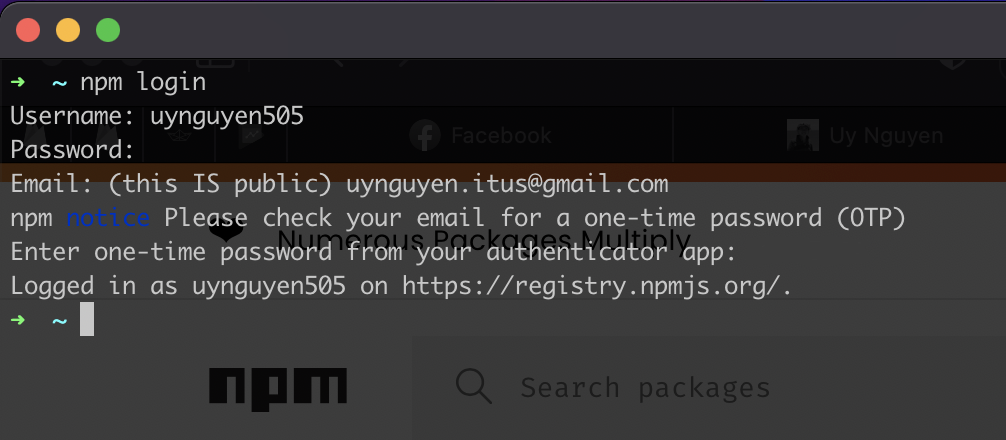 ➜ ~ npm login
Username: uynguyen505
Facebook
Uy Nguyen
Password:
Email: (this IS public) uynguyen.itus@gmail.com
npm notice Please check your email for a one-time password (OTP)
Numerous Packages Multiply
Enter one-time password from your authenticator app:
Logged in as uynguyen505 on https://registry.npmjs.org/.
➜ ~
npm
Search packages